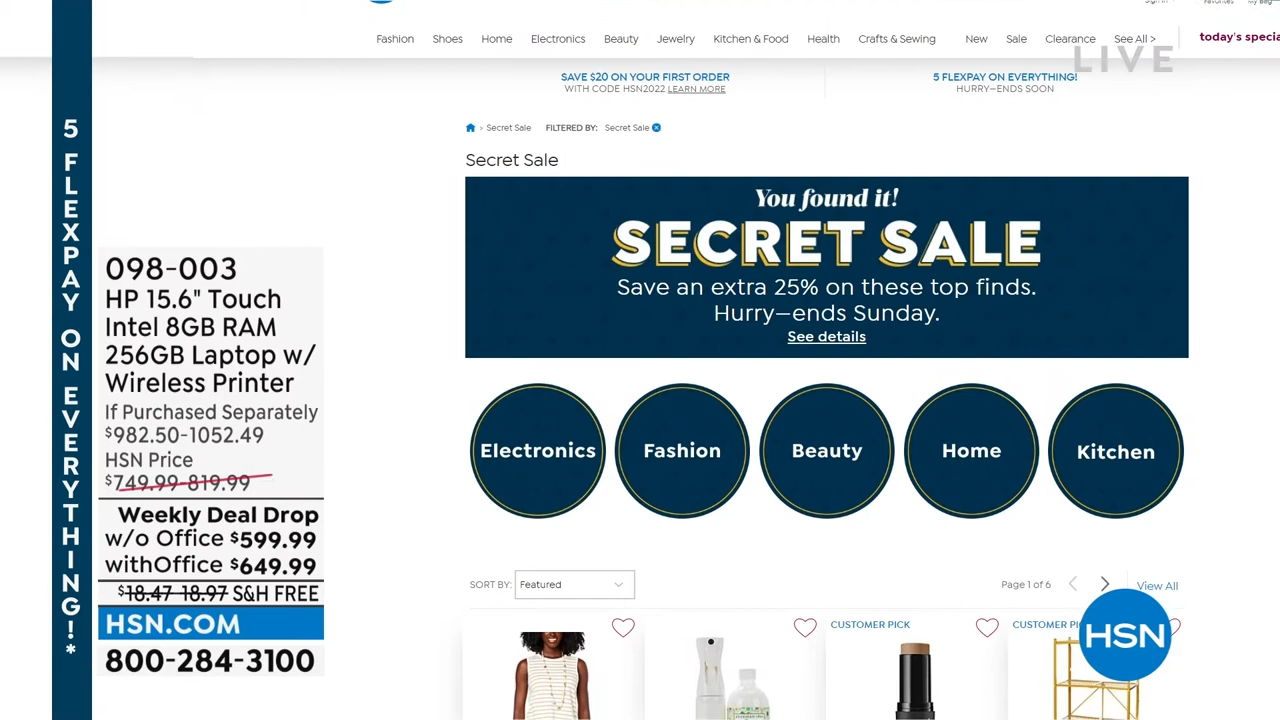 Fashion Shoes Home Electronics Beauty Jewelry Kitchen & Food Health Crafts & Sewing New Sale Clearance See All >
today's specia
LIVE
SAVE $20 ON YOUR FIRST ORDER
WITH CODE HSN2022 LEARN MORE
5 FLEXPAY ON EVERYTHING!
HURRY—ENDS SOON
Secret Sale FILTERED BY: Secret Sale
Secret Sale
You found it!
SECRET SALE
Save an extra 25% on these top finds.
Hurry—ends Sunday.
See details
Electronics
Fashion
Beauty
Home
Kitchen
SORT BY: Featured
Page 1 of 6
View All
CUSTOMER PICK
CUSTOMER PI
HSN
5 FLEXPAY ON EVERYTHING!*
098-003
HP 15.6" Touch
Intel 8GB RAM
256GB Laptop w/
Wireless Printer
If Purchased Separately
$982.50-1052.49
HSN Price
$749.99-819.99
Weekly Deal Drop
w/o Office $599.99
withOffice $649.99
$18.47-18.97 S&H FREE
HSN.COM
800-284-3100